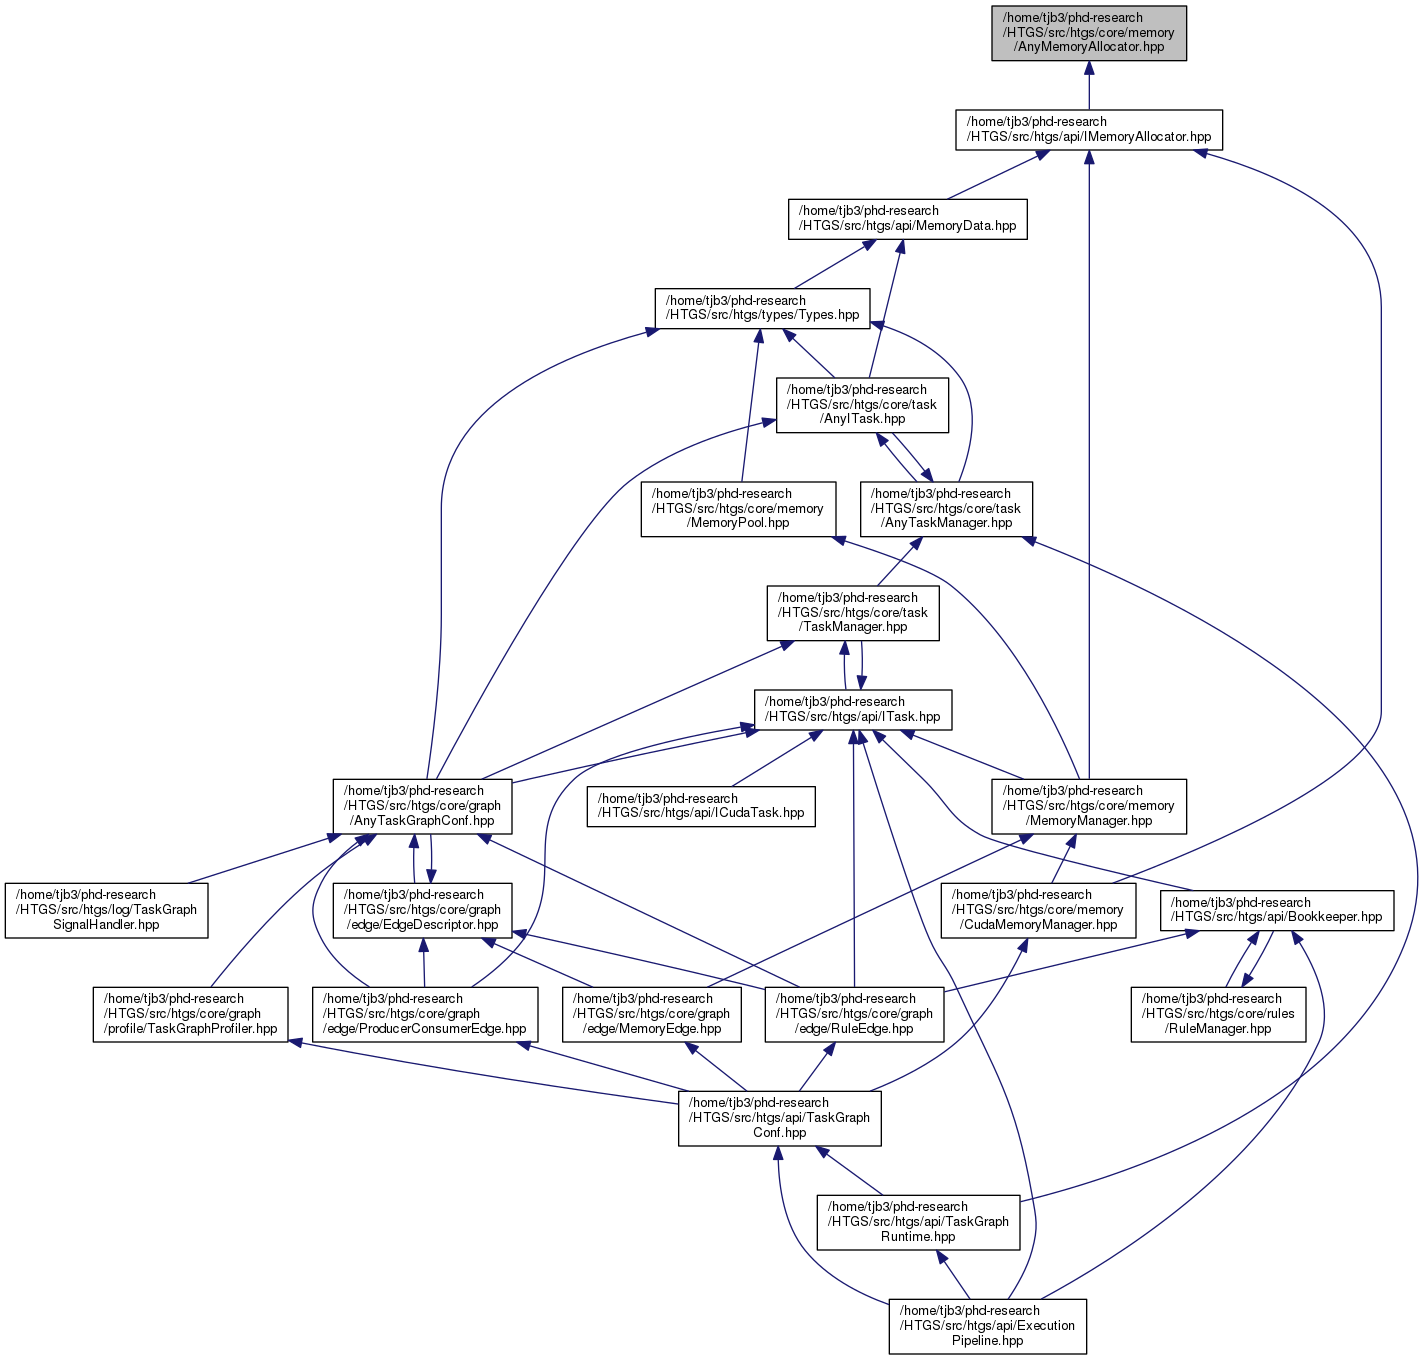 /home/tjb3/phd-research
/HTGS/src/htgs/core/memory
/AnyMemoryAllocator.hpp
/home/tjb3/phd-research
/HTGS/src/htgs/api/IMemoryAllocator.hpp
/home/tjb3/phd-research
/HTGS/src/htgs/api/MemoryData.hpp
/home/tjb3/phd-research
/HTGS/src/htgs/types/Types.hpp
/home/tjb3/phd-research
/HTGS/src/htgs/core/task
/AnyITask.hpp
/home/tjb3/phd-research
/HTGS/src/htgs/core/memory
/MemoryPool.hpp
/home/tjb3/phd-research
/HTGS/src/htgs/core/task
/AnyTaskManager.hpp
/home/tjb3/phd-research
/HTGS/src/htgs/core/task
/TaskManager.hpp
/home/tjb3/phd-research
/HTGS/src/htgs/api/ITask.hpp
/home/tjb3/phd-research
/HTGS/src/htgs/core/graph
/AnyTaskGraphConf.hpp
/home/tjb3/phd-research
/HTGS/src/htgs/api/ICudaTask.hpp
/home/tjb3/phd-research
/HTGS/src/htgs/core/memory
/MemoryManager.hpp
/home/tjb3/phd-research
/HTGS/src/htgs/log/TaskGraph
SignalHandler.hpp
/home/tjb3/phd-research
/HTGS/src/htgs/core/graph
/edge/EdgeDescriptor.hpp
/home/tjb3/phd-research
/HTGS/src/htgs/core/memory
/CudaMemoryManager.hpp
/home/tjb3/phd-research
/HTGS/src/htgs/api/Bookkeeper.hpp
/home/tjb3/phd-research
/HTGS/src/htgs/core/graph
/profile/TaskGraphProfiler.hpp
/home/tjb3/phd-research
/HTGS/src/htgs/core/graph
/edge/ProducerConsumerEdge.hpp
/home/tjb3/phd-research
/HTGS/src/htgs/core/graph
/edge/MemoryEdge.hpp
/home/tjb3/phd-research
/HTGS/src/htgs/core/graph
/edge/RuleEdge.hpp
/home/tjb3/phd-research
/HTGS/src/htgs/core/rules
/RuleManager.hpp
/home/tjb3/phd-research
/HTGS/src/htgs/api/TaskGraph
Conf.hpp
/home/tjb3/phd-research
/HTGS/src/htgs/api/TaskGraph
Runtime.hpp
/home/tjb3/phd-research
/HTGS/src/htgs/api/Execution
Pipeline.hpp